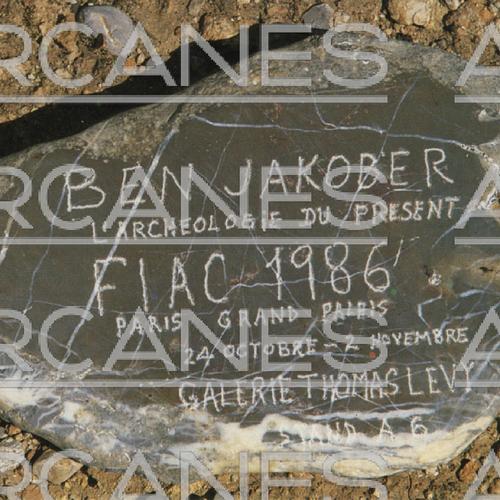 BEN JAKOBER
L'ARCHEOLOGIE DU PRESENT
FIAC 1986
PARIS GRAND PALAIS
24 OCTOBRE - 2 NOVEMBRE
GALERIE THOMAS LEVY
STAND A 6
ARCANES